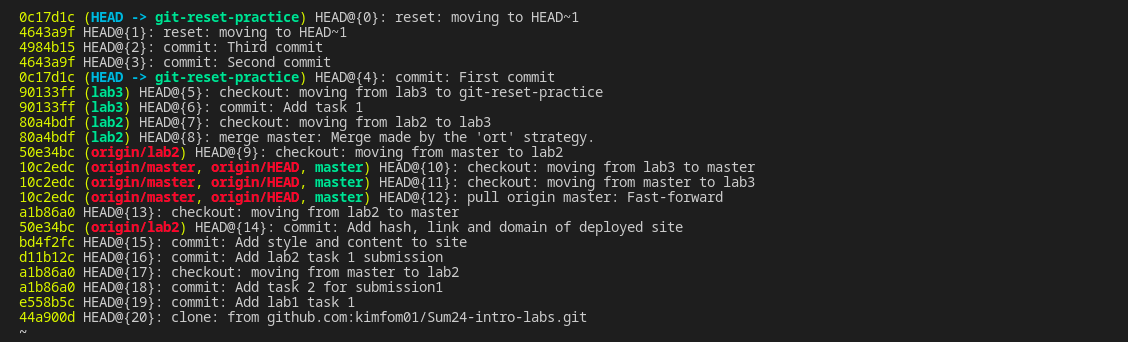 0c17d1c (HEAD -> git-reset-practice) HEAD@{0}: reset: moving to HEAD~1
4643a9f HEAD@{1}: reset: moving to HEAD~1
4984b15 HEAD@{2}: commit: Third commit
4643a9f HEAD@{3}: commit: Second commit
0c17d1c (HEAD -> git-reset-practice) HEAD@{4}: commit: First commit
90133ff (lab3) HEAD@{5}: checkout: moving from lab3 to git-reset-practice
90133ff (lab3) HEAD@{6}: commit: Add task 1
80a4bdf (lab2) HEAD@{7}: checkout: moving from lab2 to lab3
80a4bdf (lab2) HEAD@{8}: merge master: Merge made by the 'ort' strategy.
50e34bc (origin/lab2) HEAD@{9}: checkout: moving from master to lab2
10c2edc (origin/master, origin/HEAD, master) HEAD@{10}: checkout: moving from lab3 to master
10c2edc (origin/master, origin/HEAD, master) HEAD@{11}: checkout: moving from master to lab3
10c2edc (origin/master, origin/HEAD, master) HEAD@{12}: pull origin master: Fast-forward
a1b86a0 HEAD@{13}: checkout: moving from lab2 to master
50e34bc (origin/lab2) HEAD@{14}: commit: Add hash, link and domain of deployed site
bd4f2fc HEAD@{15}: commit: Add style and content to site
d11b12c HEAD@{16}: commit: Add lab2 task 1 submission
a1b86a0 HEAD@{17}: checkout: moving from master to lab2
a1b86a0 HEAD@{18}: commit: Add task 2 for submission1
e558b5c HEAD@{19}: commit: Add lab1 task 1
44a900d HEAD@{20}: clone: from github.com:kimfom01/Sum24-intro-labs.git
~